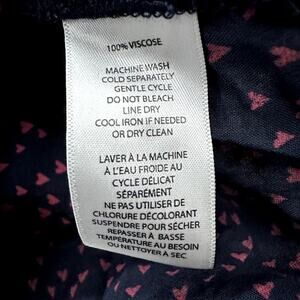 100% VISCOSE
MACHINE WASH
COLD SEPARATELY
GENTLE CYCLE
DO NOT BLEACH
LINE DRY
COOL IRON IF NEEDED
OR DRY CLEAN
LAVER À LA MACHINE
À L'EAU FROIDE AU
CYCLE DÉLICAT
SÉPARÉMENT
NE PAS UTILISER DE
CHLORURE DÉCOLORANT
SUSPENDRE POUR SÉCHER
REPASSER À BASSE
TEMPÉRATURE AU BESOIN
OU NETTOYER À SEC